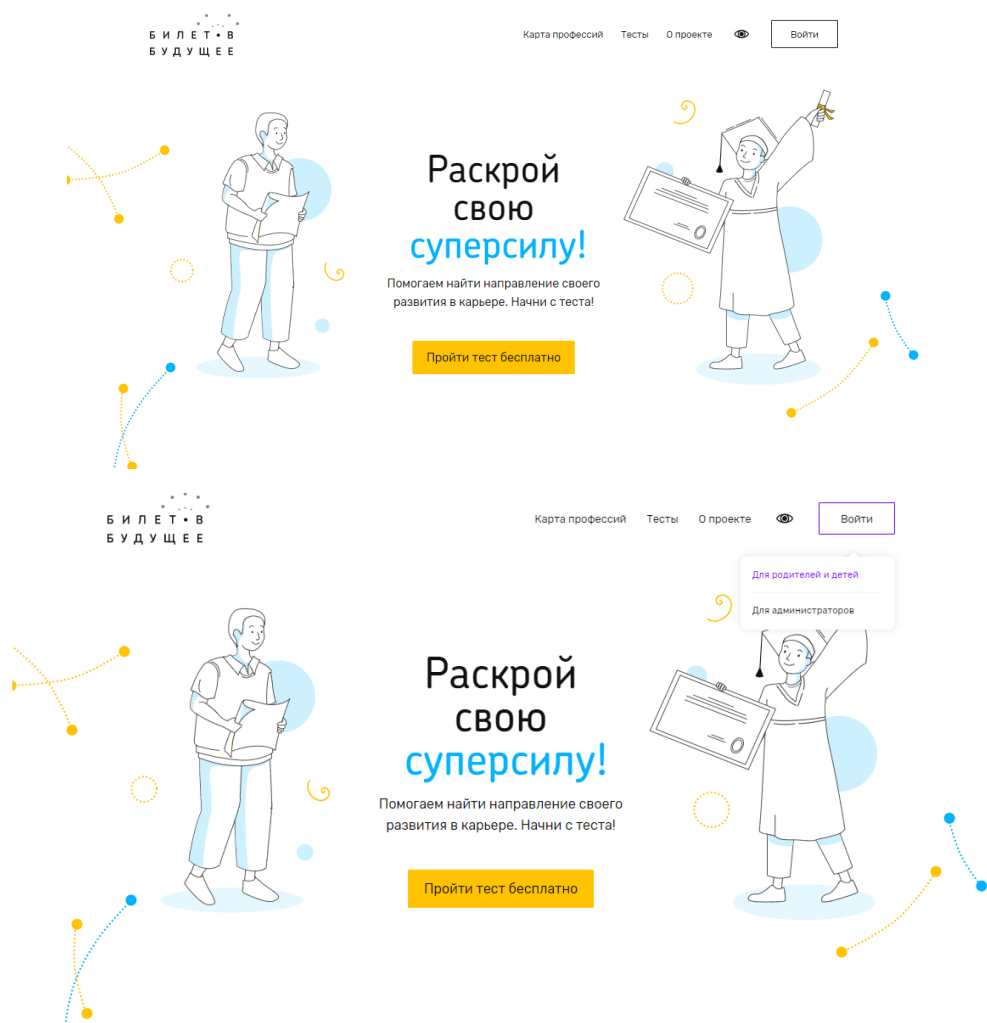 БИЛЕТ•В
БУДУЩЕЕ
Карта профессий Тесты О проекте Войти
Раскрой
свою
суперсилу!
Помогаем найти направление своего
развития в карьере. Начни с теста!
Пройти тест бесплатно
БИЛЕТ•В
БУДУЩЕЕ
Карта профессий Тесты О проекте Войти
Для родителей и детей
Для администраторов
Раскрой
свою
суперсилу!
Помогаем найти направление своего
развития в карьере. Начни с теста!
Пройти тест бесплатно